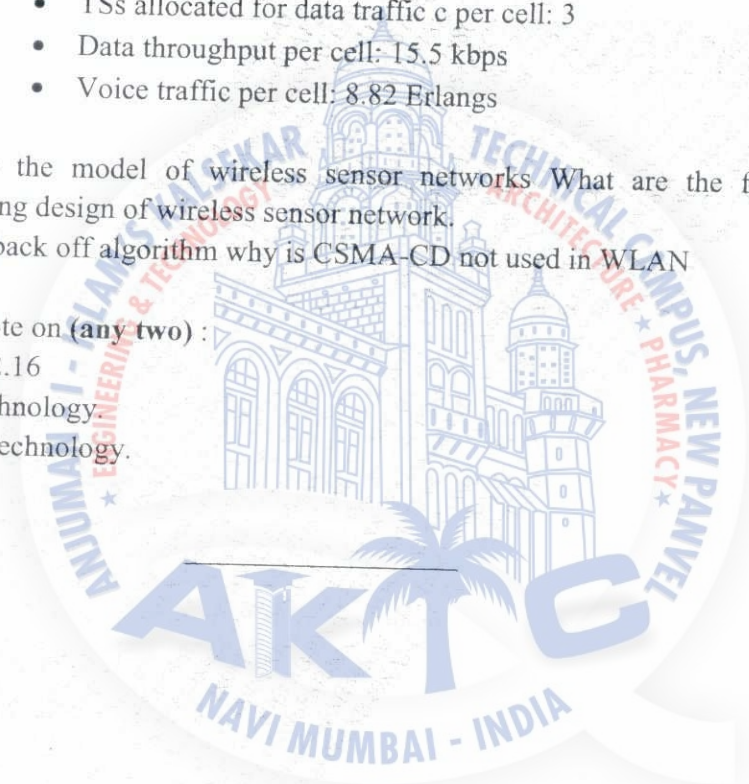 • TSs allocated for data traffic c per cell: 3
• Data throughput per cell: 15.5 kbps
• Voice traffic per cell: 8.82 Erlangs
the model of wireless sensor networks What are the f
ng design of wireless sensor network.
back off algorithm why is CSMA-CD not used in WLAN
te on (any two) :
.16
hnology.
echnology.
ANJUMAN - I - ISLAM'S KALSEKAR TECHNICAL CAMPUS, NEW PANVEL
ENGINEERING & TECHNOLOGY
ARCHITECTURE ★ PHARMACY ★
AKTC
NAVI MUMBAI - INDIA